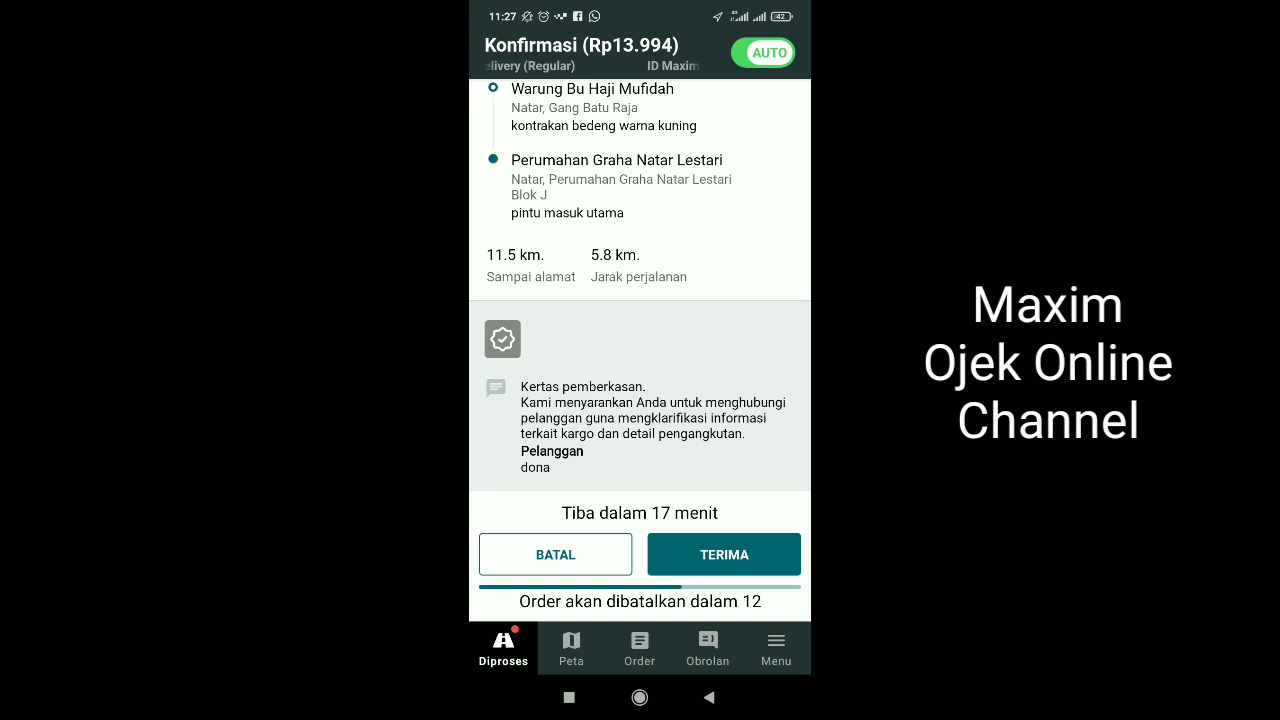 11:27
42
Konfirmasi (Rp13.994)
AUTO
elivery (Regular) ID Maxim
Warung Bu Haji Mufidah
Natar, Gang Batu Raja
kontrakan bedeng warna kuning
Perumahan Graha Natar Lestari
Natar, Perumahan Graha Natar Lestari
Blok J
pintu masuk utama
11.5 km. 5.8 km.
Sampai alamat Jarak perjalanan
Kertas pemberkasan.
Kami menyarankan Anda untuk menghubungi
pelanggan guna mengklarifikasi informasi
terkait kargo dan detail pengangkutan.
Pelanggan
dona
Tiba dalam 17 menit
BATAL TERIMA
Order akan dibatalkan dalam 12
Diproses Peta Order Obrolan Menu
Maxim
Ojek Online
Channel